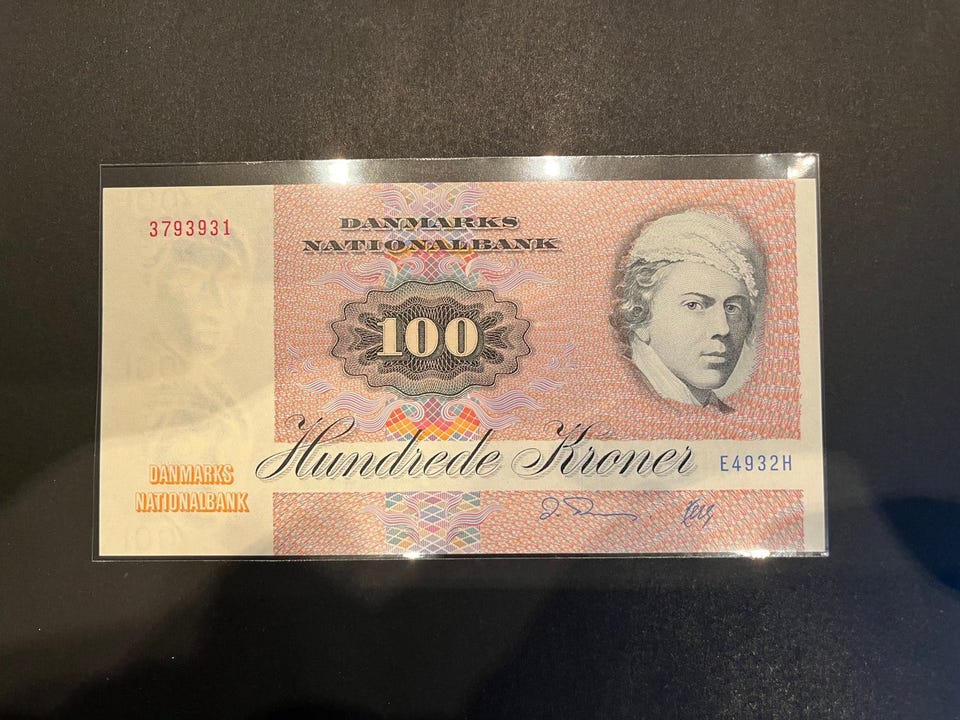 3793931
DANMARKS
NATIONALBANK
100
Hundrede Kroner
E4932H
DANMARKS
NATIONALBANK